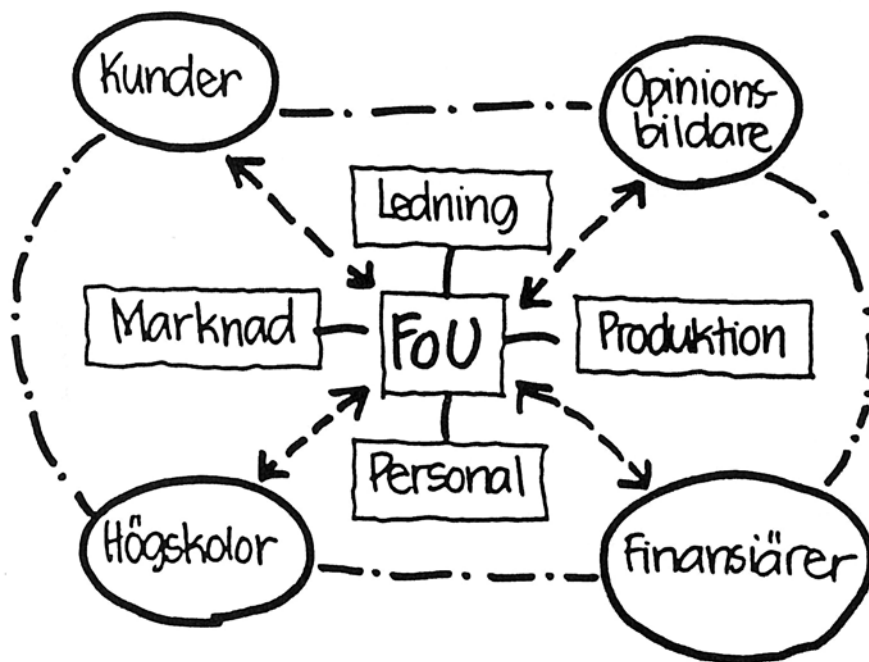 Kunder
Opinions-
bildare
Ledning
Marknad
FoU
Produktion
Personal
Högskolor
Finansiärer